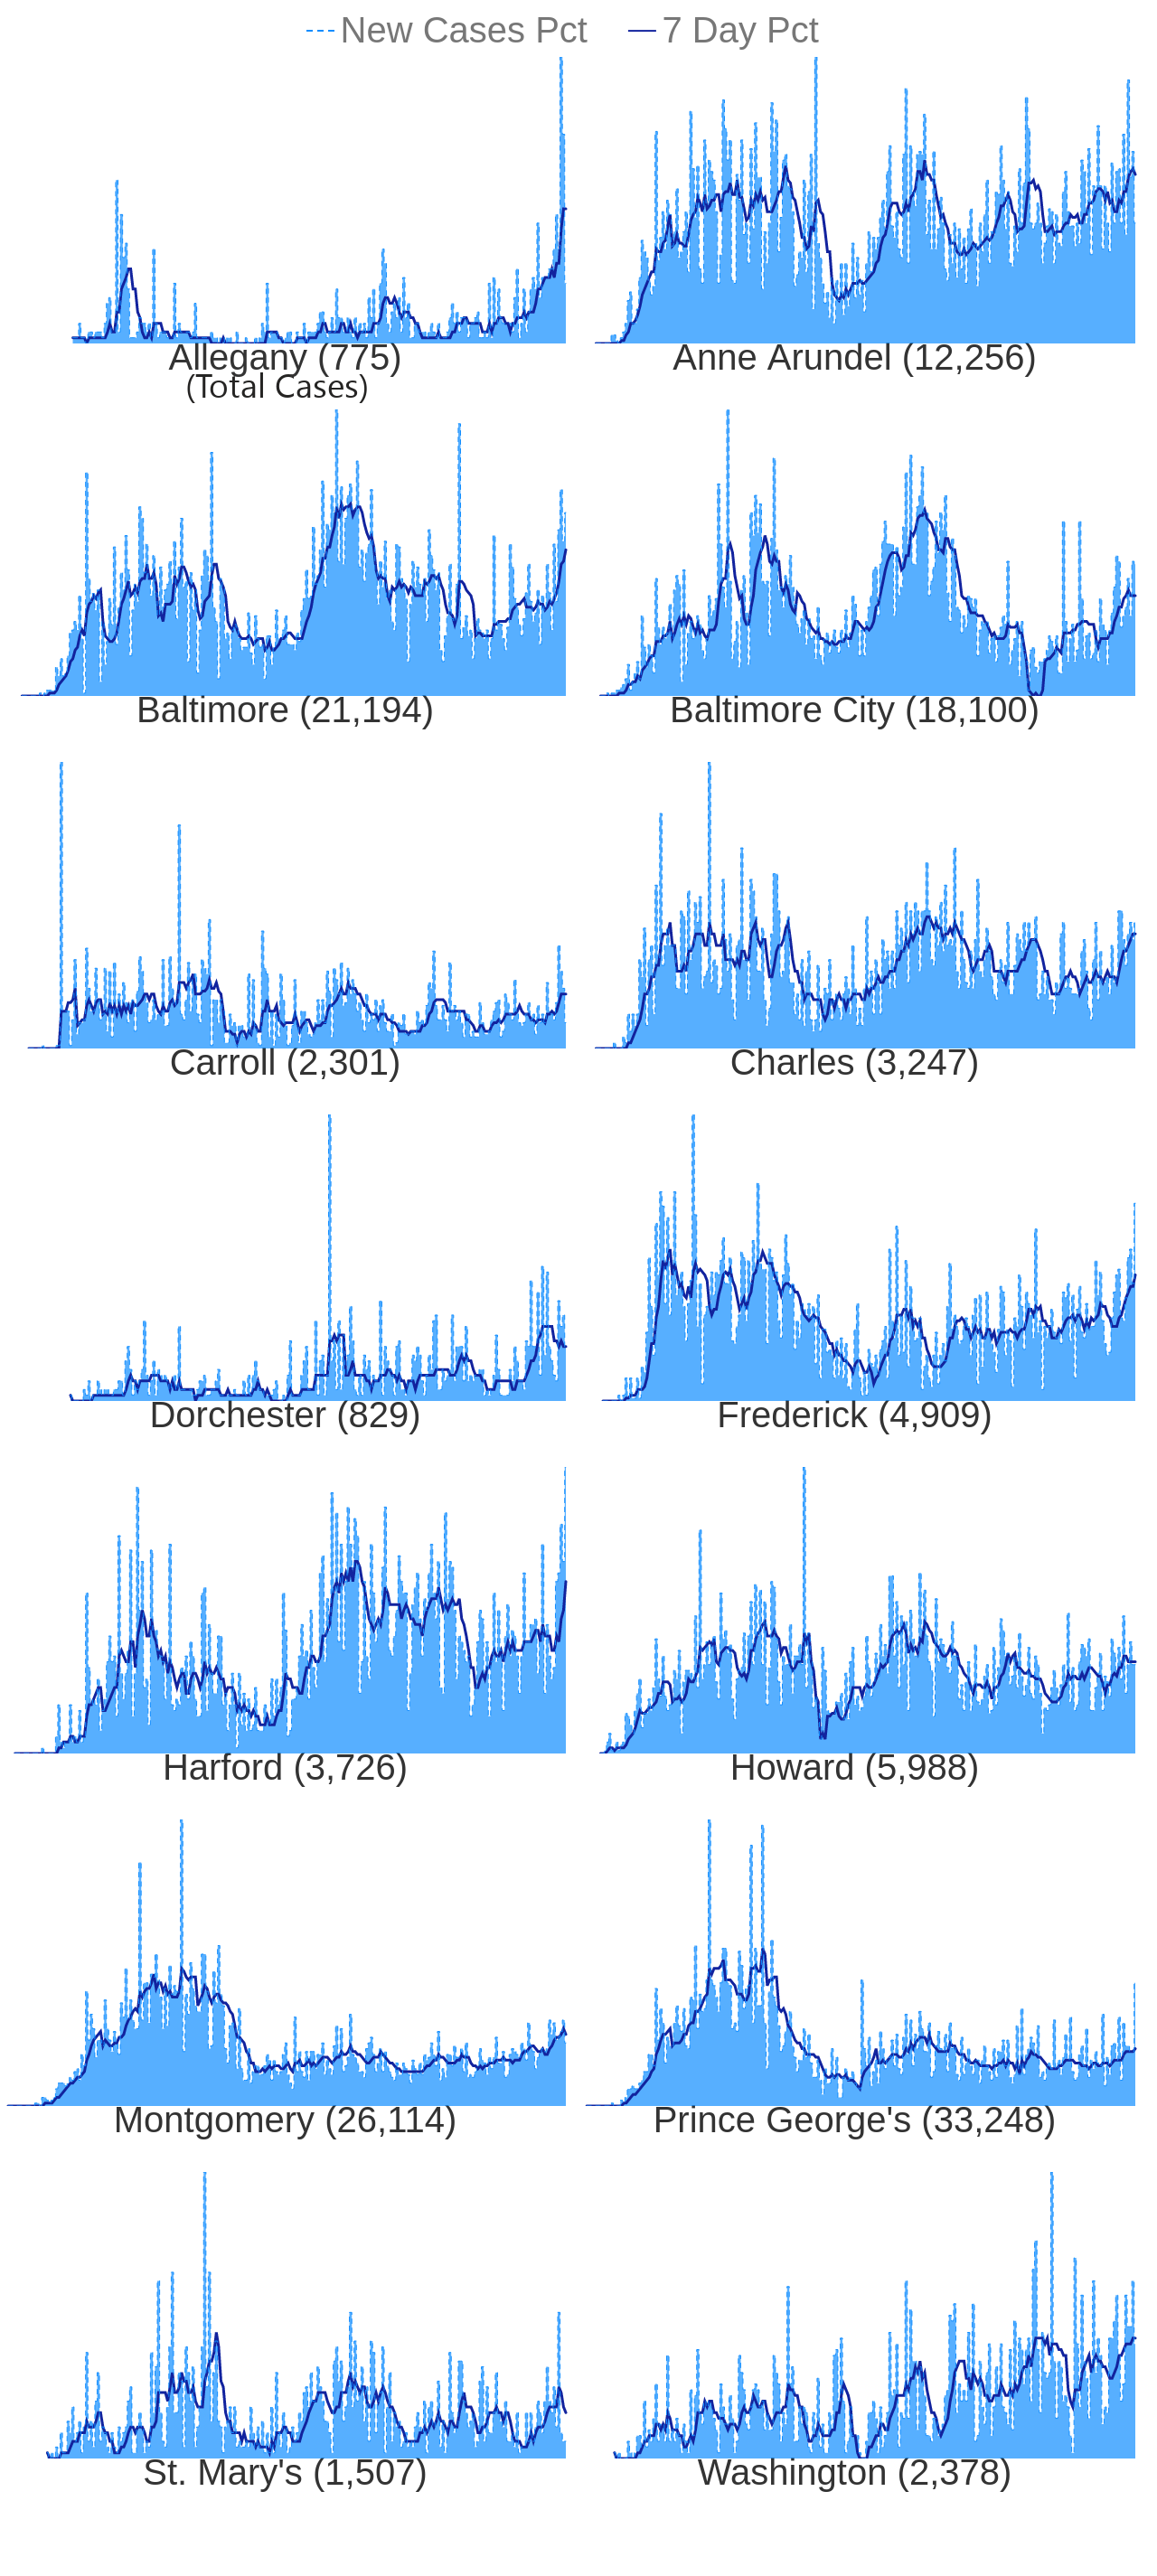 New Cases Pct 7 Day Pct
Allegany (775) Anne Arundel (12,256)
(Total Cases)
Baltimore (21,194) Baltimore City (18,100)
Carroll (2,301) Charles (3,247)
Dorchester (829) Frederick (4,909)
Harford (3,726) Howard (5,988)
Montgomery (26,114) Prince George's (33,248)
St. Mary's (1,507) Washington (2,378)